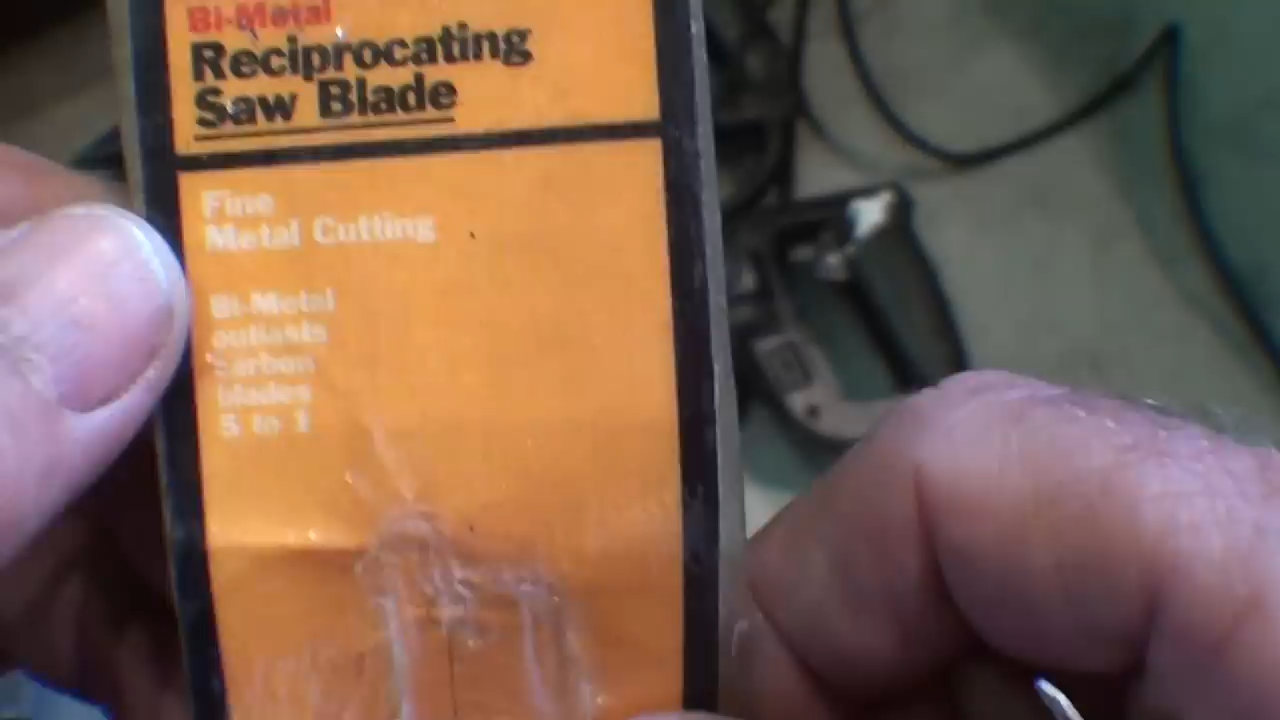 Bi-Metal
Reciprocating
Saw Blade
Fine
Metal Cutting
Bi-Metal
outlasts
carbon
blades
5 to 1